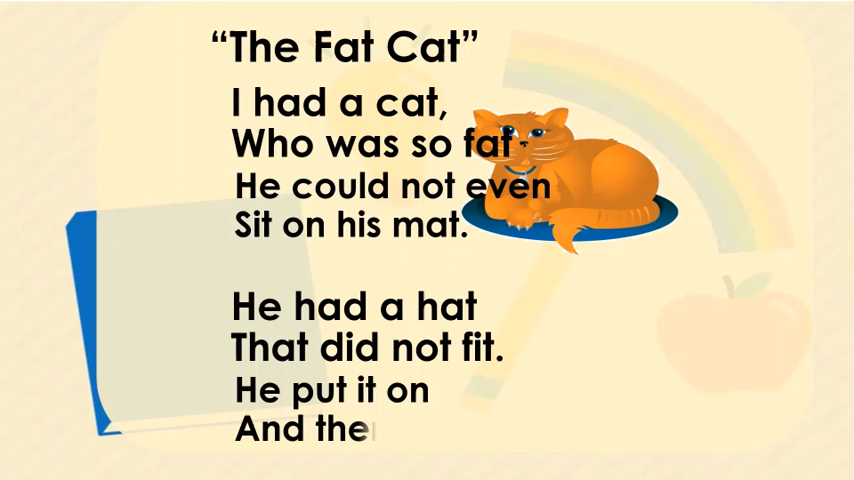 “The Fat Cat”
I had a cat,
Who was so fat
He could not even
Sit on his mat.
He had a hat
That did not fit.
He put it on
And the